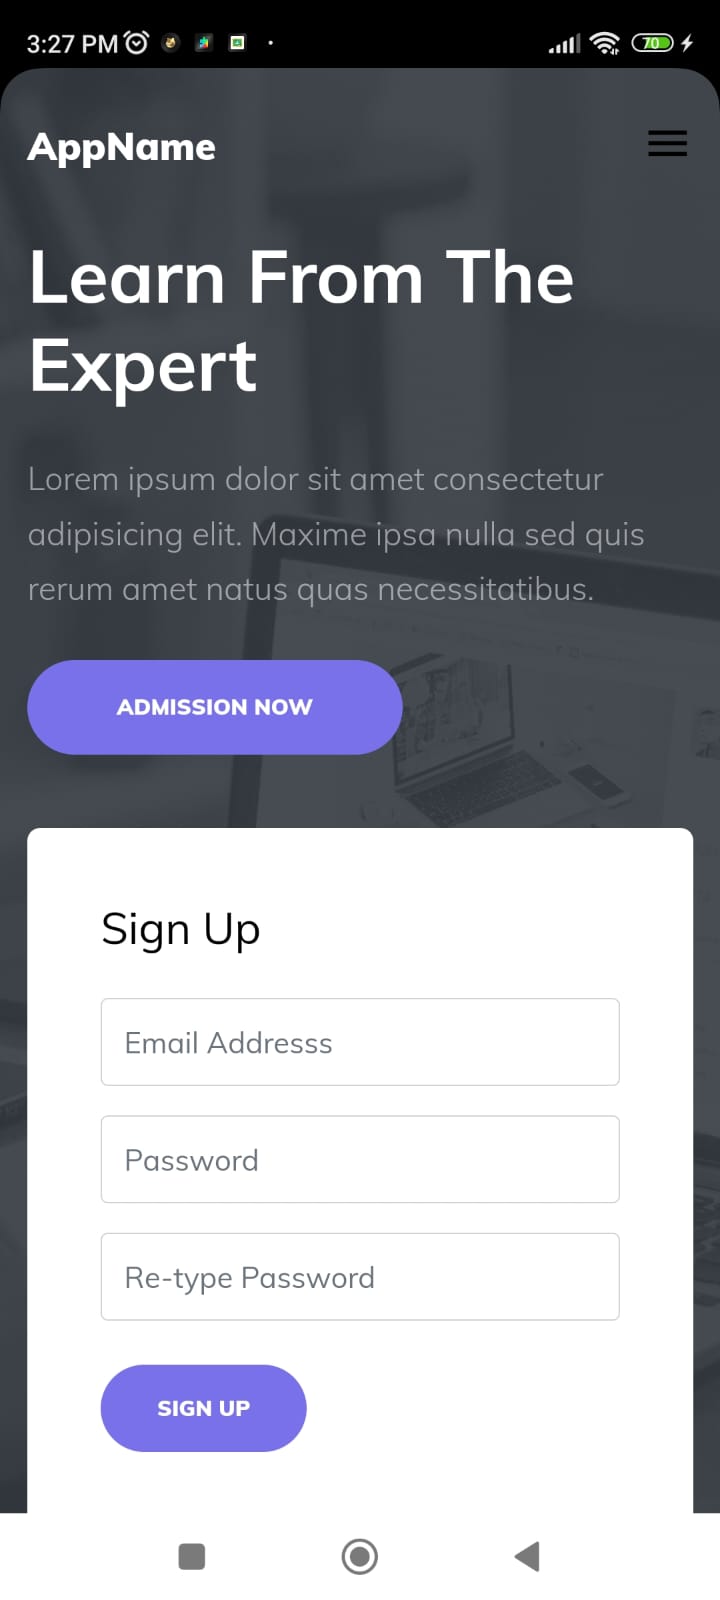 3:27 PM
70
AppName
Learn From The
Expert
Lorem ipsum dolor sit amet consectetur
adipisicing elit. Maxime ipsa nulla sed quis
rerum amet natus quas necessitatibus.
ADMISSION NOW
Sign Up
Email Addresss
Password
Re-type Password
SIGN UP